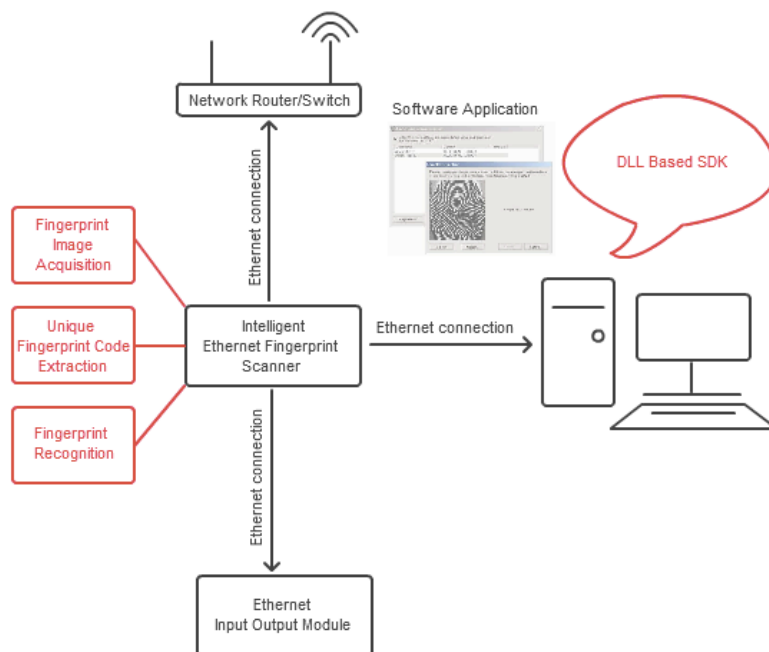 Network Router/Switch
Software Application
DLL Based SDK
Ethernet connection
Fingerprint
Image
Acquisition
Unique
Fingerprint Code
Extraction
Fingerprint
Recognition
Intelligent
Ethernet Fingerprint
Scanner
Ethernet connection
Ethernet connection
Ethernet
Input Output Module